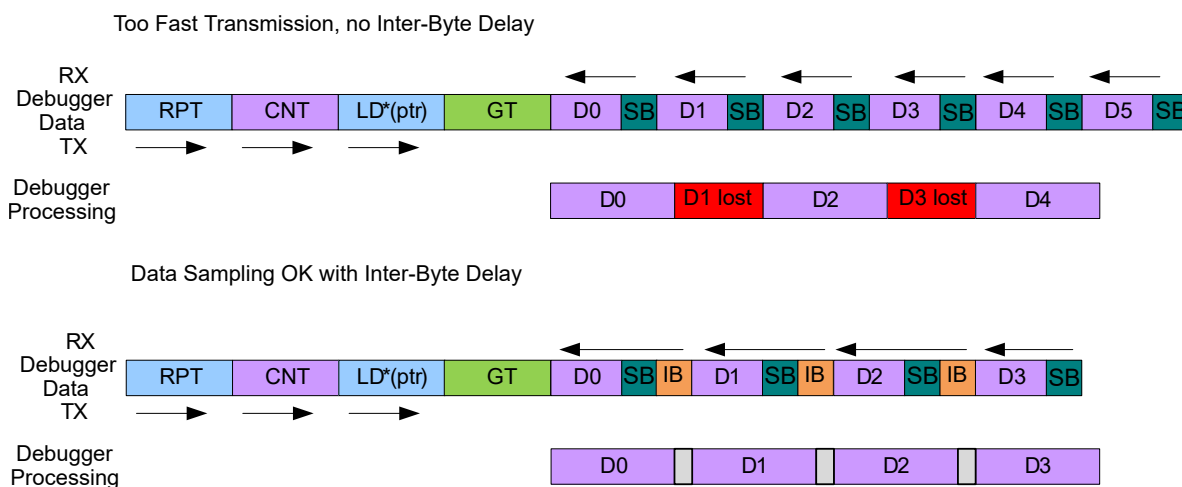 Too Fast Transmission, no Inter-Byte Delay
RX
Debugger
Data
TX
RPT CNT LD*(ptr) GT D0 SB D1 SB D2 SB D3 SB D4 SB D5 SB
Debugger
Processing
D0 D1 lost D2 D3 lost D4
Data Sampling OK with Inter-Byte Delay
RX
Debugger
Data
TX
RPT CNT LD*(ptr) GT D0 SB IB D1 SB IB D2 SB IB D3 SB
Debugger
Processing
D0 D1 D2 D3